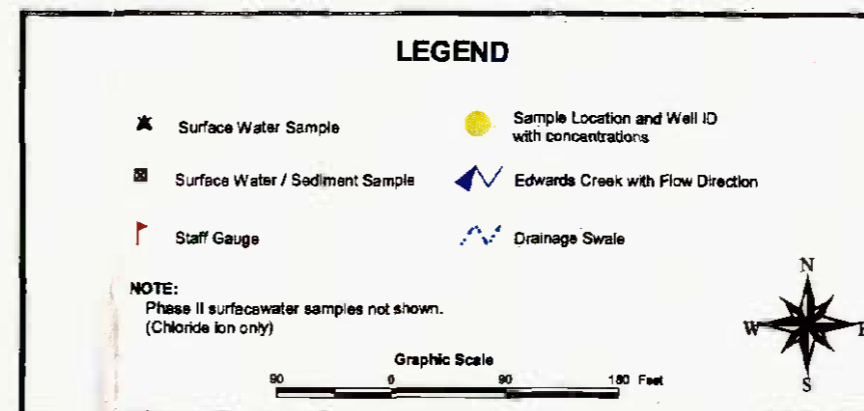 LEGEND
Surface Water Sample
Sample Location and Well ID
with concentrations
Surface Water / Sediment Sample
Edwards Creek with Flow Direction
Staff Gauge
Drainage Swale
NOTE:
Phase II surfacewater samples not shown.
(Chloride ion only)
N
W
E
S
Graphic Scale
90 0 90 180 Feet